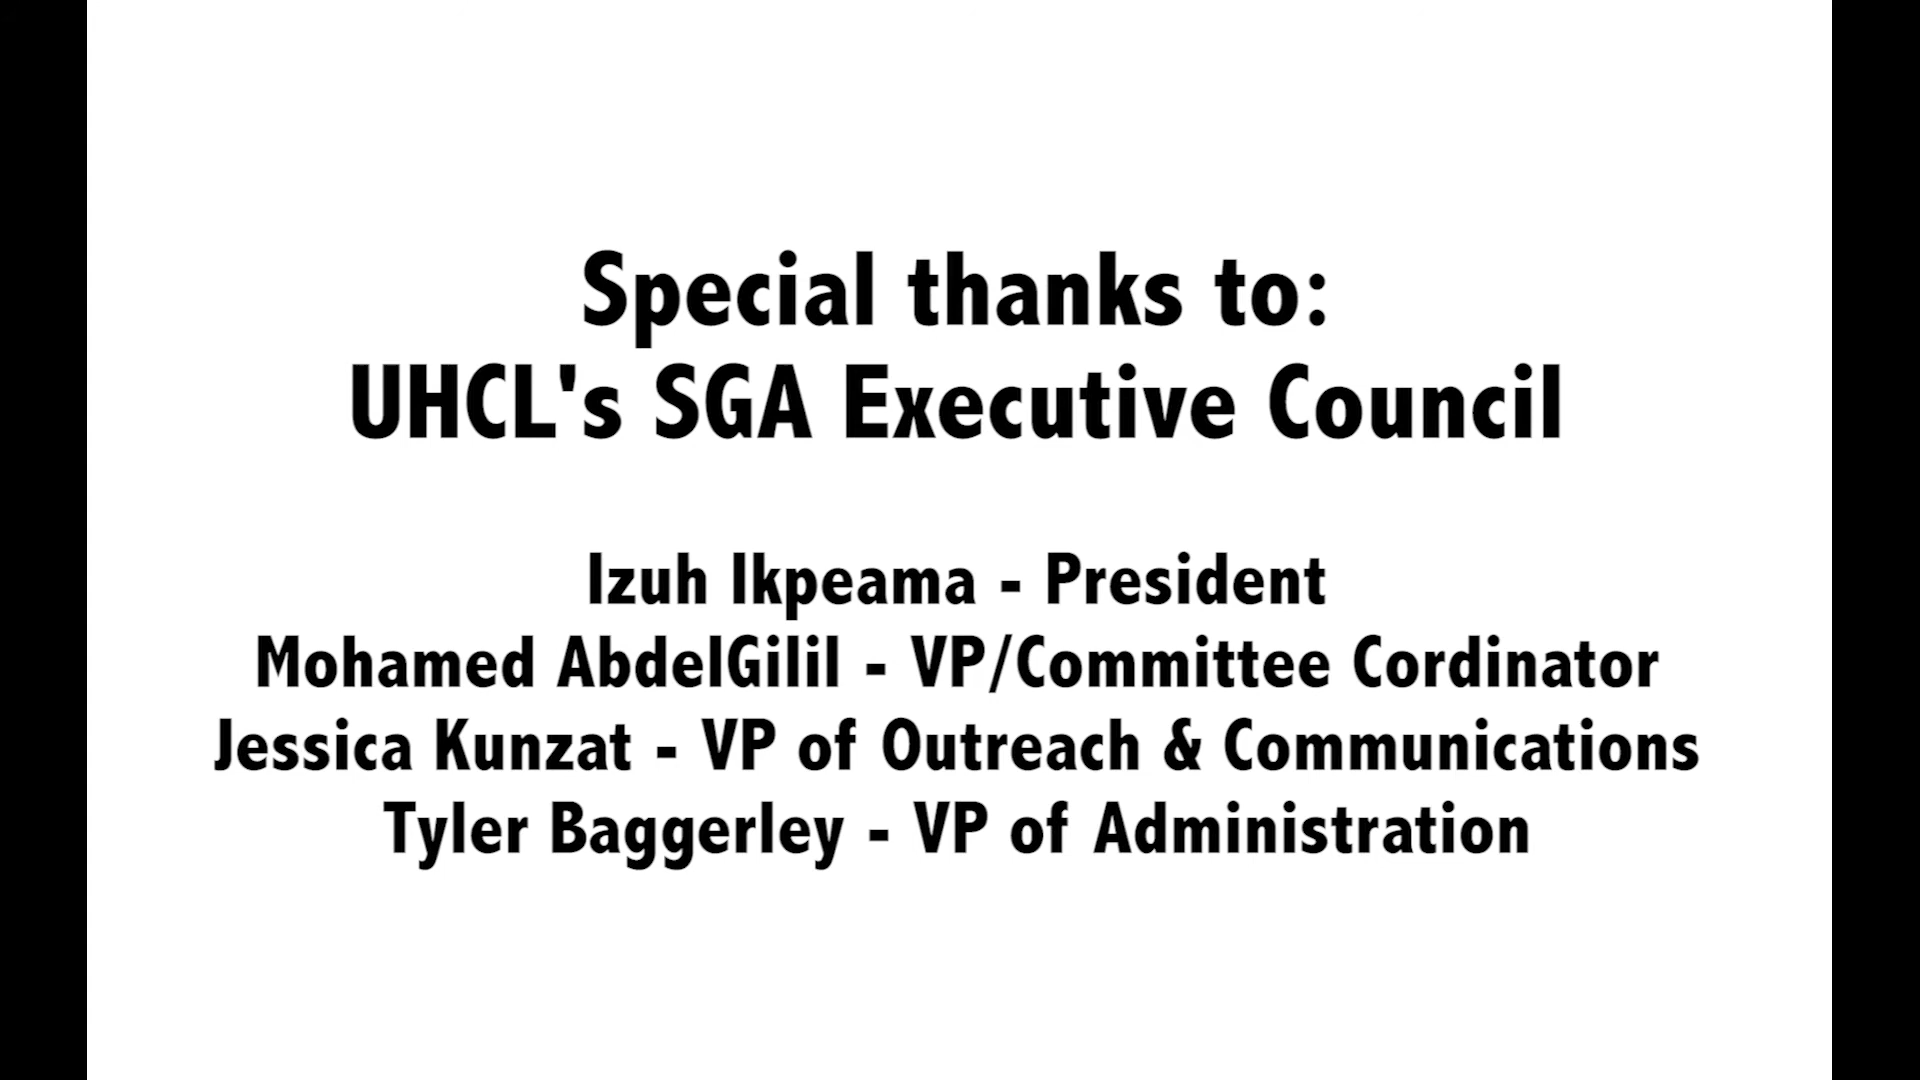 Special thanks to:
UHCL's SGA Executive Council
Izuh Ikpeama - President
Mohamed AbdelGilil - VP/Committee Cordinator
Jessica Kunzat - VP of Outreach & Communications
Tyler Baggerley - VP of Administration